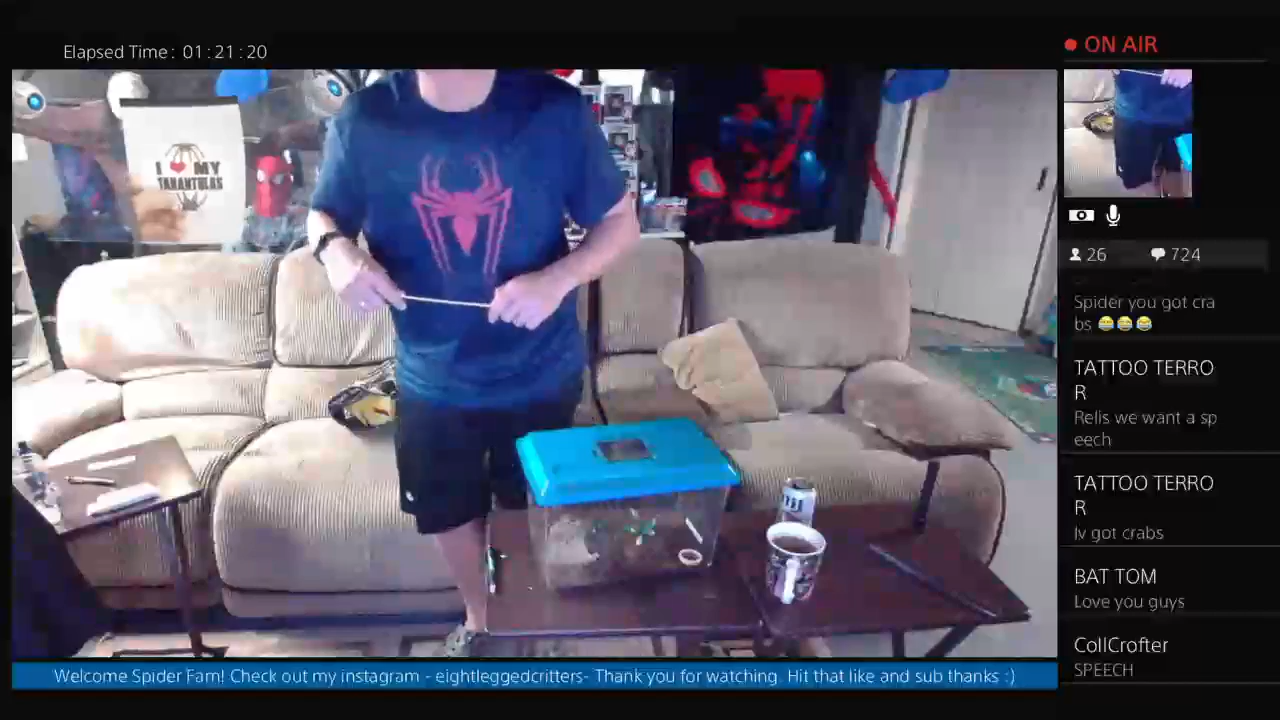 Elapsed Time: 01:21:20
ON AIR
I ❤ MY
TARANTULAS
26
724
Spider you got cra
bs 😂😂😂
TATTOO TERRO
R
Relis we want a sp
eech
TATTOO TERRO
R
Jv got crabs
BAT TOM
Love you guys
CollCrofter
SPEECH
Welcome Spider Fam! Check out my instagram - eightleggedcritters- Thank you for watching. Hit that like and sub thanks :)